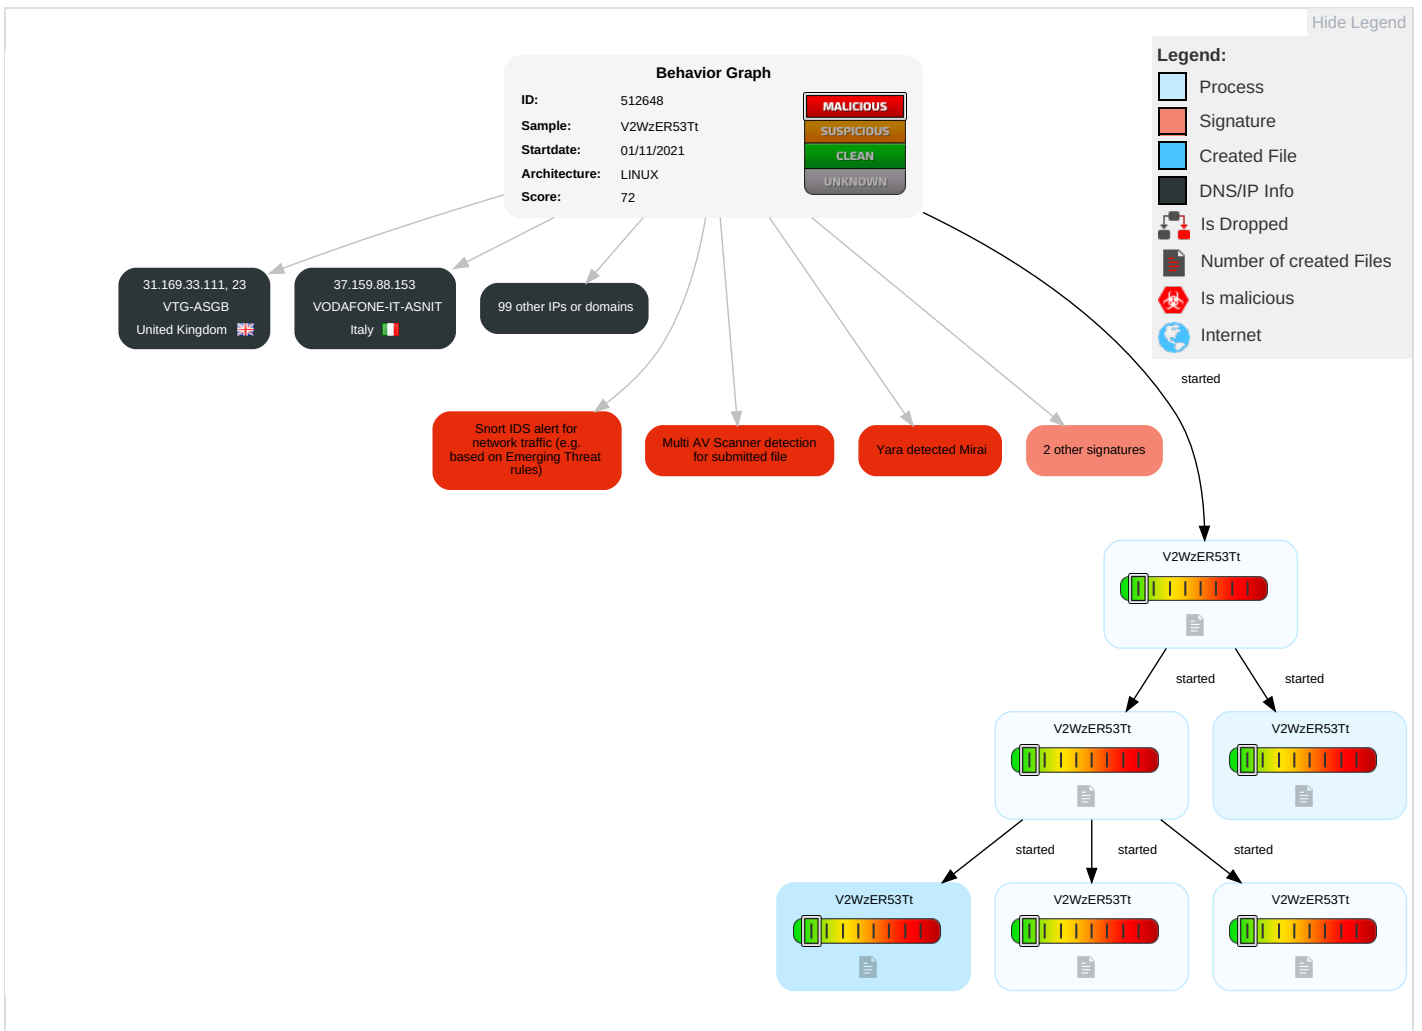 Hide Legend
Legend:
Process
Signature
Created File
DNS/IP Info
Is Dropped
Number of created Files
Is malicious
Internet
Behavior Graph
ID: 512648
Sample: V2WzER53Tt
Startdate: 01/11/2021
Architecture: LINUX
Score: 72
MALICIOUS
SUSPICIOUS
CLEAN
UNKNOWN
31.169.33.111, 23
VTG-ASGB
United Kingdom
37.159.88.153
VODAFONE-IT-ASNIT
Italy
99 other IPs or domains
started
Snort IDS alert for
network traffic (e.g.
based on Emerging Threat
rules)
Multi AV Scanner detection
for submitted file
Yara detected Mirai
2 other signatures
V2WzER53Tt
started
started
V2WzER53Tt
V2WzER53Tt
started
started
started
V2WzER53Tt
V2WzER53Tt
V2WzER53Tt